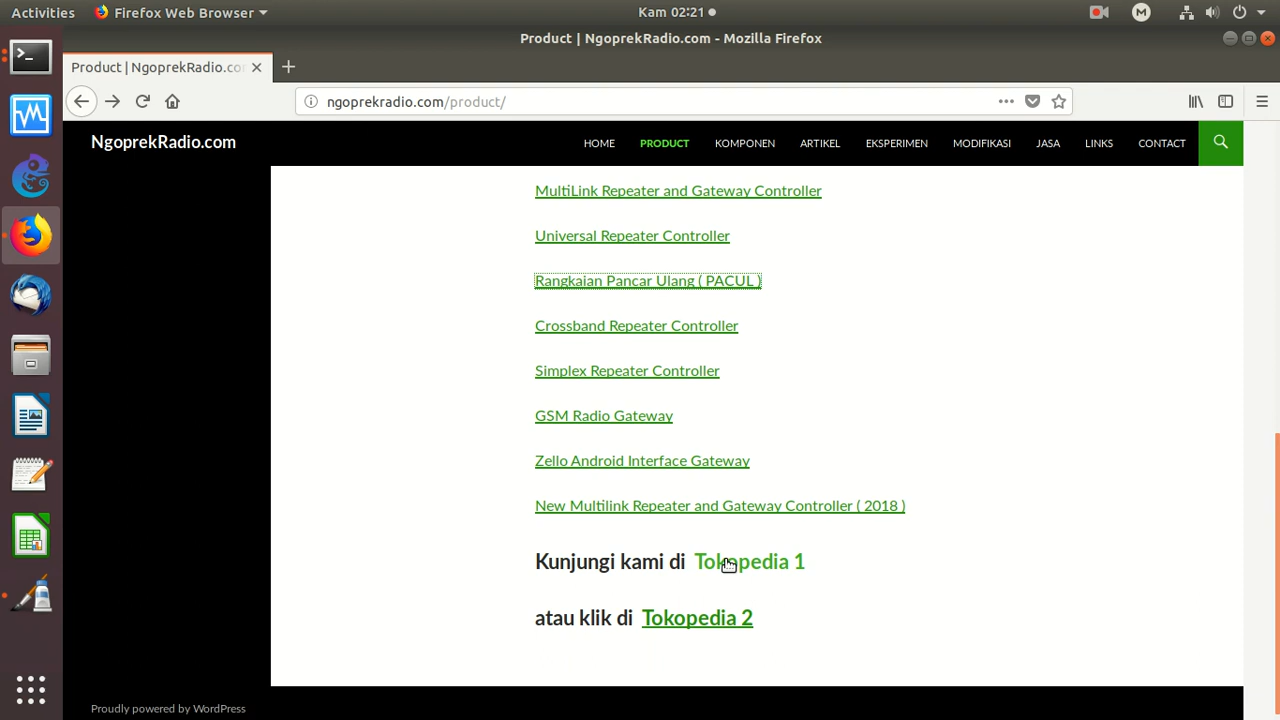 Activities Firefox Web Browser Kam 02:21
Product | NgoprekRadio.com - Mozilla Firefox
Product | NgoprekRadio.co
ngoprekradio.com/product/
NgoprekRadio.com HOME PRODUCT KOMPONEN ARTIKEL EKSPERIMEN MODIFIKASI JASA LINKS CONTACT
MultiLink Repeater and Gateway Controller
Universal Repeater Controller
Rangkaian Pancar Ulang ( PACUL )
Crossband Repeater Controller
Simplex Repeater Controller
GSM Radio Gateway
Zello Android Interface Gateway
New Multilink Repeater and Gateway Controller ( 2018 )
Kunjungi kami di Tokopedia 1
atau klik di Tokopedia 2
Proudly powered by WordPress